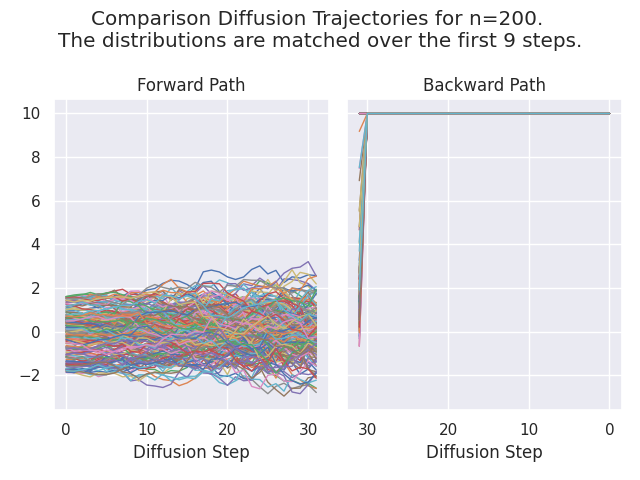 Comparison Diffusion Trajectories for n=200.
The distributions are matched over the first 9 steps.
Forward Path
Backward Path
10
8
6
4
2
0
−2
0 10 20 30
30 20 10 0
Diffusion Step
Diffusion Step